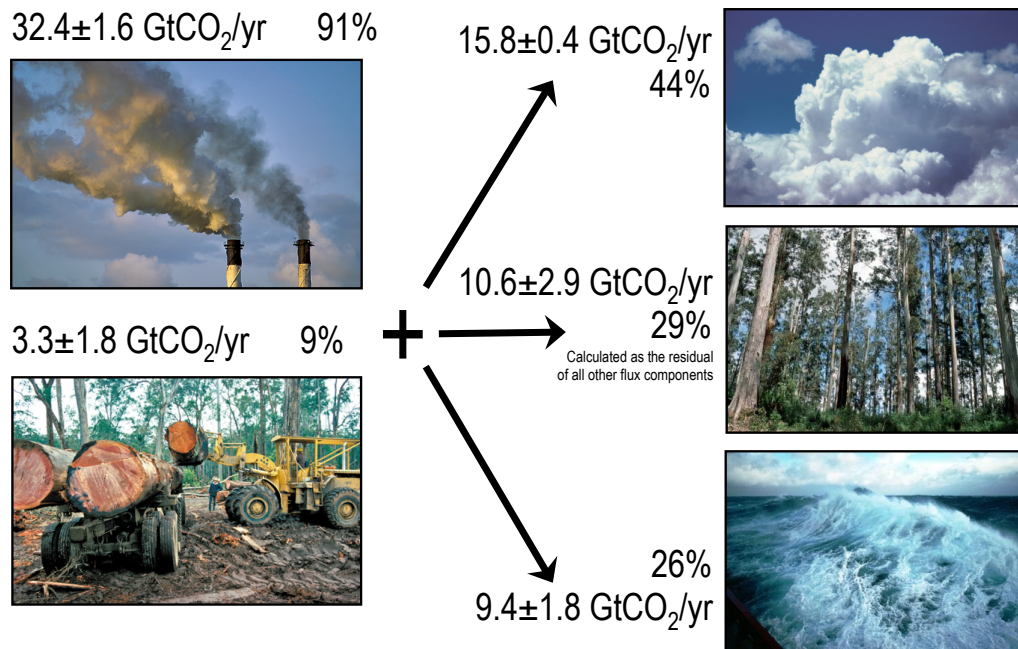 32.4±1.6 GtCO₂/yr 91%
3.3±1.8 GtCO₂/yr 9%
+
15.8±0.4 GtCO₂/yr
44%
10.6±2.9 GtCO₂/yr
29%
Calculated as the residual
of all other flux components
26%
9.4±1.8 GtCO₂/yr